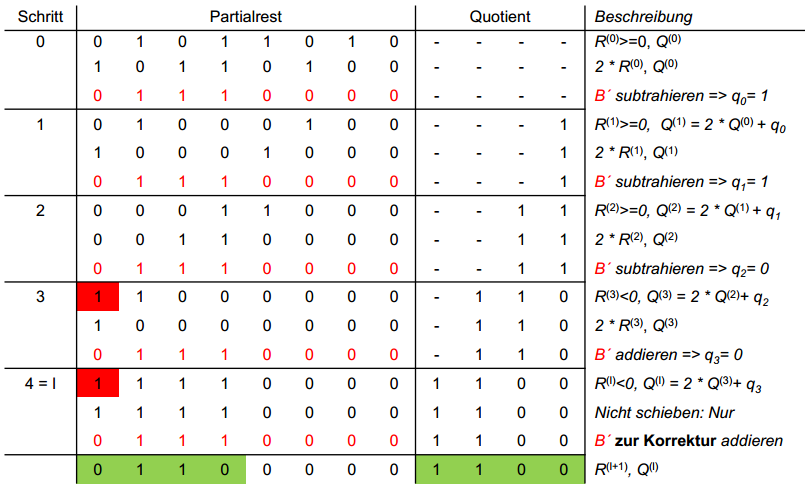 Schritt Partialrest Quotient Beschreibung
0 0 1 0 1 1 0 1 0 - - - - R(0)>=0, Q(0)
1 0 1 1 0 1 0 0 - - - - 2 * R(0), Q(0)
0 1 1 1 0 0 0 0 - - - - B´ subtrahieren => q0= 1
1 0 1 0 0 0 1 0 0 - - - 1 R(1)>=0, Q(1) = 2 * Q(0) + q0
1 0 0 0 1 0 0 0 - - - 1 2 * R(1), Q(1)
0 1 1 1 0 0 0 0 - - - 1 B´ subtrahieren => q1= 1
2 0 0 0 1 1 0 0 0 - - 1 1 R(2)>=0, Q(2) = 2 * Q(1) + q1
0 0 1 1 0 0 0 0 - - 1 1 2 * R(2), Q(2)
0 1 1 1 0 0 0 0 - - 1 1 B´ subtrahieren => q2= 0
3 1 1 0 0 0 0 0 0 - 1 1 0 R(3)<0, Q(3) = 2 * Q(2)+ q2
1 0 0 0 0 0 0 0 - 1 1 0 2 * R(3), Q(3)
0 1 1 1 0 0 0 0 - 1 1 0 B´ addieren => q3= 0
4 = l 1 1 1 1 0 0 0 0 1 1 0 0 R(l)<0, Q(l) = 2 * Q(3)+ q3
1 1 1 1 0 0 0 0 1 1 0 0 Nicht schieben: Nur
0 1 1 1 0 0 0 0 1 1 0 0 B´ zur Korrektur addieren
0 1 1 0 0 0 0 0 1 1 0 0 R(l+1), Q(l)